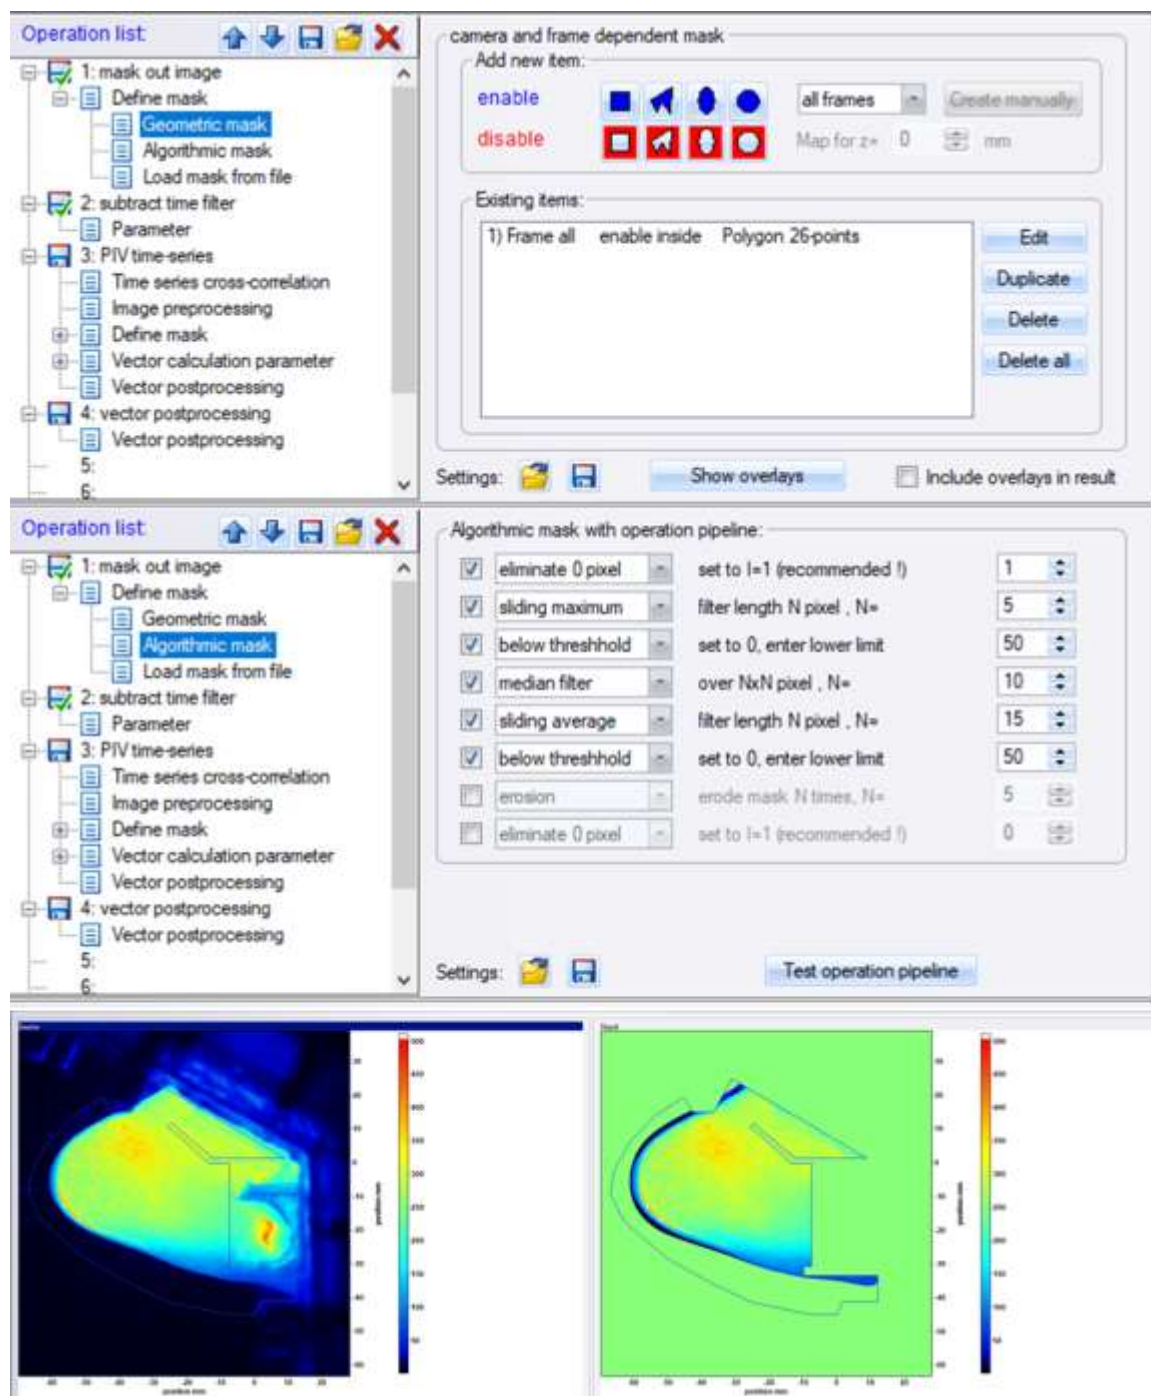 Operation list:
1: mask out image
Define mask
Geometric mask
Algorithmic mask
Load mask from file
2: subtract time filter
Parameter
3: PIV time-series
Time series cross-correlation
Image preprocessing
Define mask
Vector calculation parameter
Vector postprocessing
4: vector postprocessing
Vector postprocessing
5:
6:
camera and frame dependent mask
Add new item:
enable all frames Create manually
disable Map for z= 0 mm
Existing items:
1) Frame all enable inside Polygon 26-points
Edit
Duplicate
Delete
Delete all
Settings: Show overlays Include overlays in result
Operation list:
1: mask out image
Define mask
Geometric mask
Algorithmic mask
Load mask from file
2: subtract time filter
Parameter
3: PIV time-series
Time series cross-correlation
Image preprocessing
Define mask
Vector calculation parameter
Vector postprocessing
4: vector postprocessing
Vector postprocessing
5:
6:
Algorithmic mask with operation pipeline:
eliminate 0 pixel set to I=1 (recommended !) 1
sliding maximum filter length N pixel , N= 5
below threshhold set to 0, enter lower limit 50
median filter over NxN pixel , N= 10
sliding average filter length N pixel , N= 15
below threshhold set to 0, enter lower limit 50
erosion erode mask N times, N= 5
eliminate 0 pixel set to I=1 (recommended !) 0
Settings: Test operation pipeline
position mm
position mm
position mm
position mm